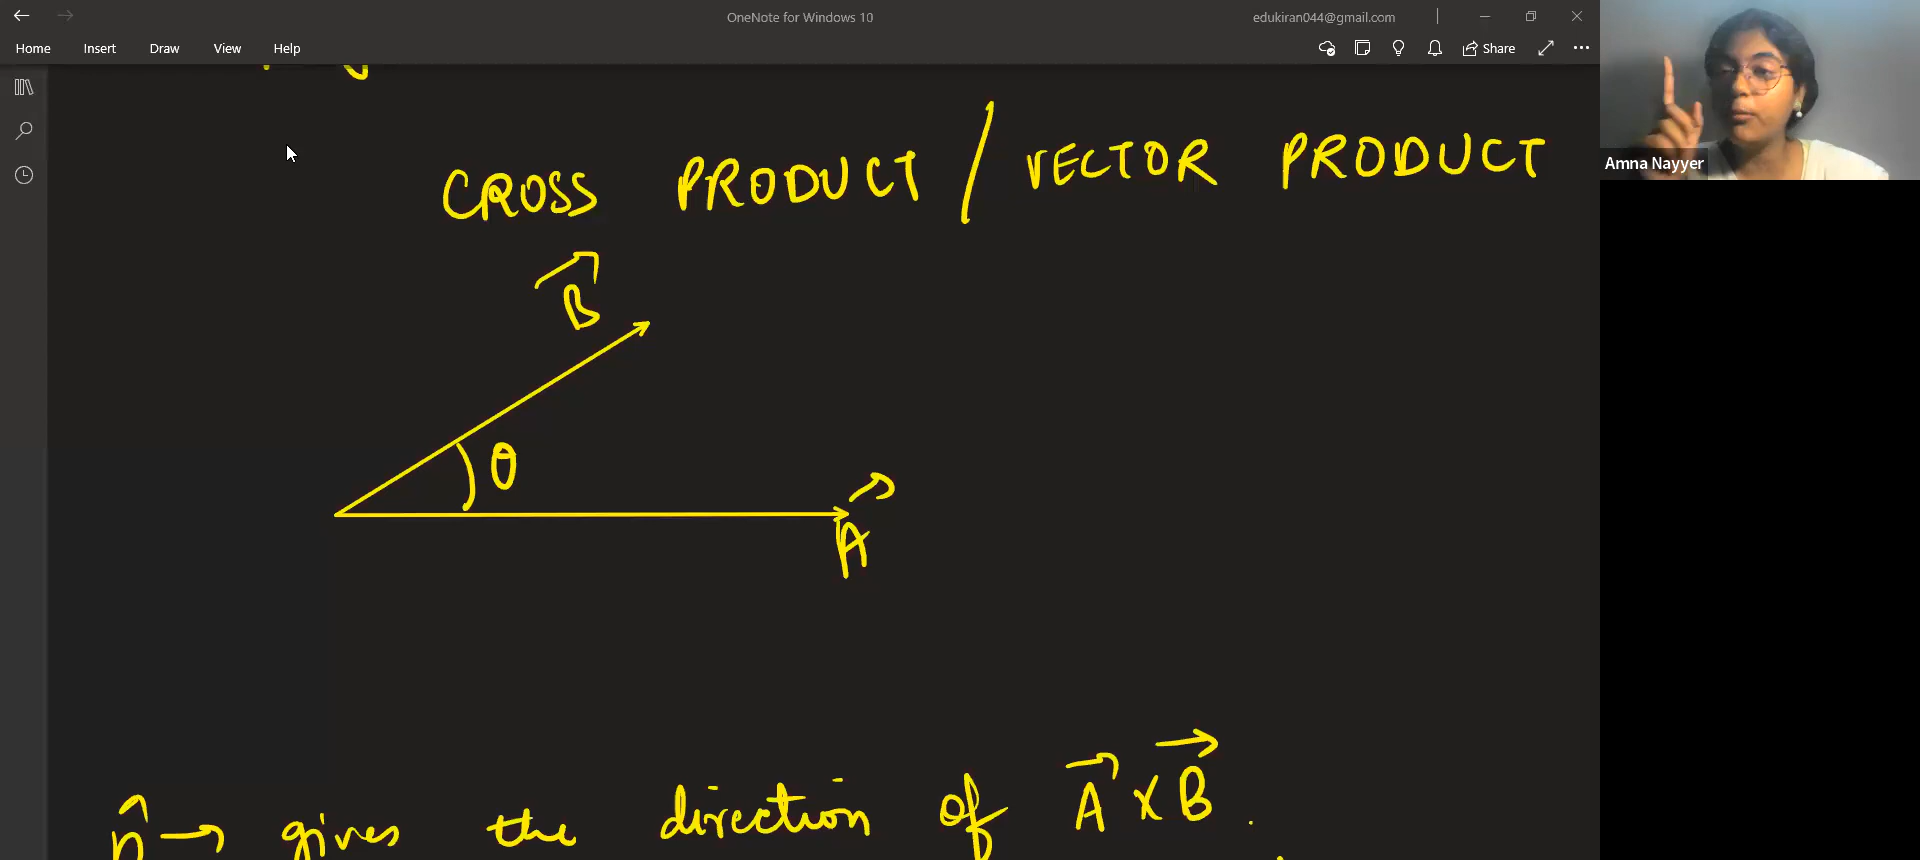 OneNote for Windows 10
edukiran044@gmail.com
Home Insert Draw View Help
Share
CROSS PRODUCT / VECTOR PRODUCT
Amna Nayyer
B⃗
θ
A⃗
n̂ → gives the direction of A⃗ × B⃗ .